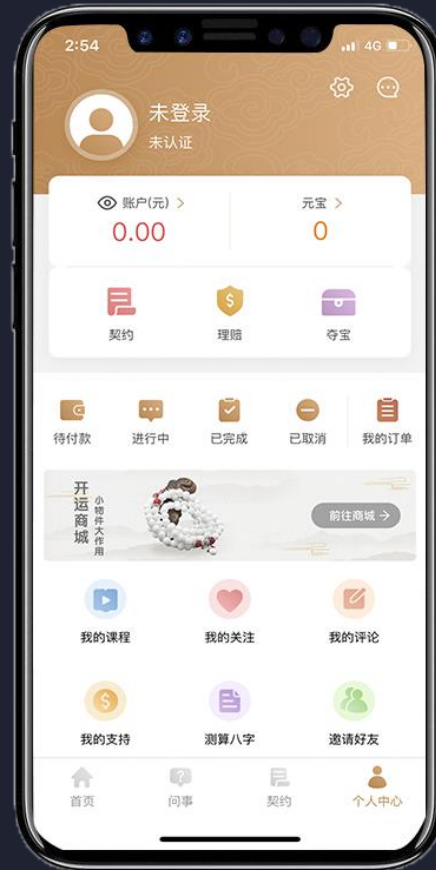 2:54
4G
未登录
未认证
账户(元) >
元宝 >
0.00
0
契约
理赔
夺宝
待付款
进行中
已完成
已取消
我的订单
开运商城
小物件大作用
前往商城 →
我的课程
我的关注
我的评论
我的支持
测算八字
邀请好友
首页
问事
契约
个人中心